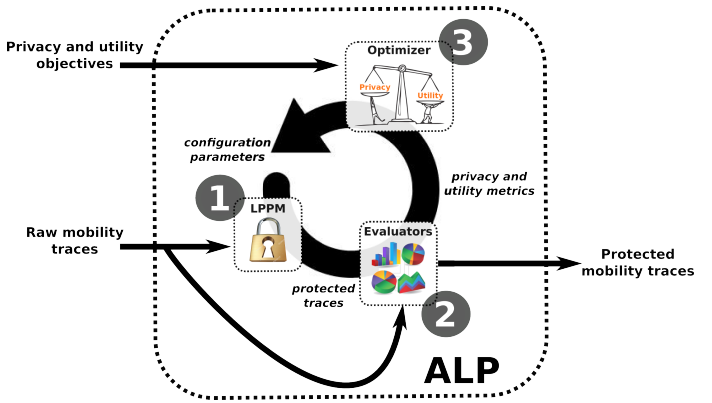 3
Optimizer
Privacy and utility
objectives
Privacy
Utility
configuration
parameters
privacy and
utility metrics
1
LPPM
Raw mobility
traces
Evaluators
Protected
mobility traces
protected
traces
2
ALP